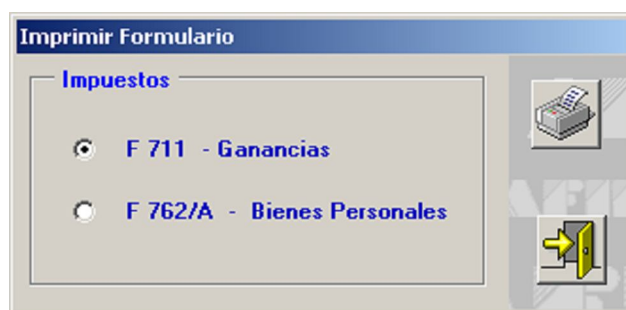 Imprimir Formulario
Impuestos
F 711 - Ganancias
F 762/A - Bienes Personales